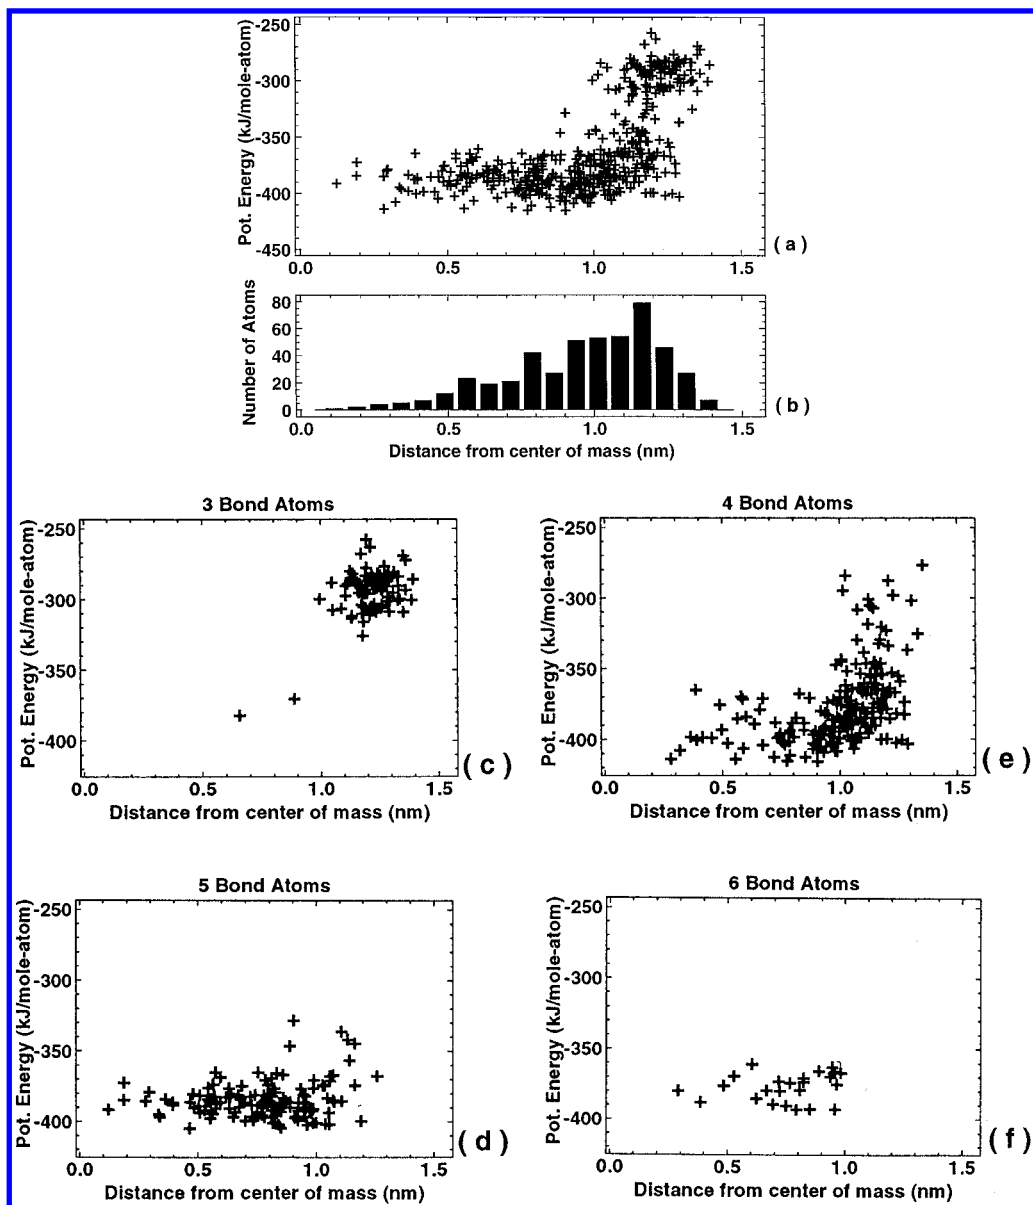 Pot. Energy (kJ/mole-atom)
-250
-300
-350
-400
-450
0.0 0.5 1.0 1.5
( a )
Number of Atoms
80
60
40
20
0
( b )
0.0 0.5 1.0 1.5
Distance from center of mass (nm)
3 Bond Atoms
Pot. Energy (kJ/mole-atom)
-250
-300
-350
-400
( c )
0.0 0.5 1.0 1.5
Distance from center of mass (nm)
4 Bond Atoms
Pot. Energy (kJ/mole-atom)
-250
-300
-350
-400
( e )
0.0 0.5 1.0 1.5
Distance from center of mass (nm)
5 Bond Atoms
Pot. Energy (kJ/mole-atom)
-250
-300
-350
-400
( d )
0.0 0.5 1.0 1.5
Distance from center of mass (nm)
6 Bond Atoms
Pot. Energy (kJ/mole-atom)
-250
-300
-350
-400
( f )
0.0 0.5 1.0 1.5
Distance from center of mass (nm)